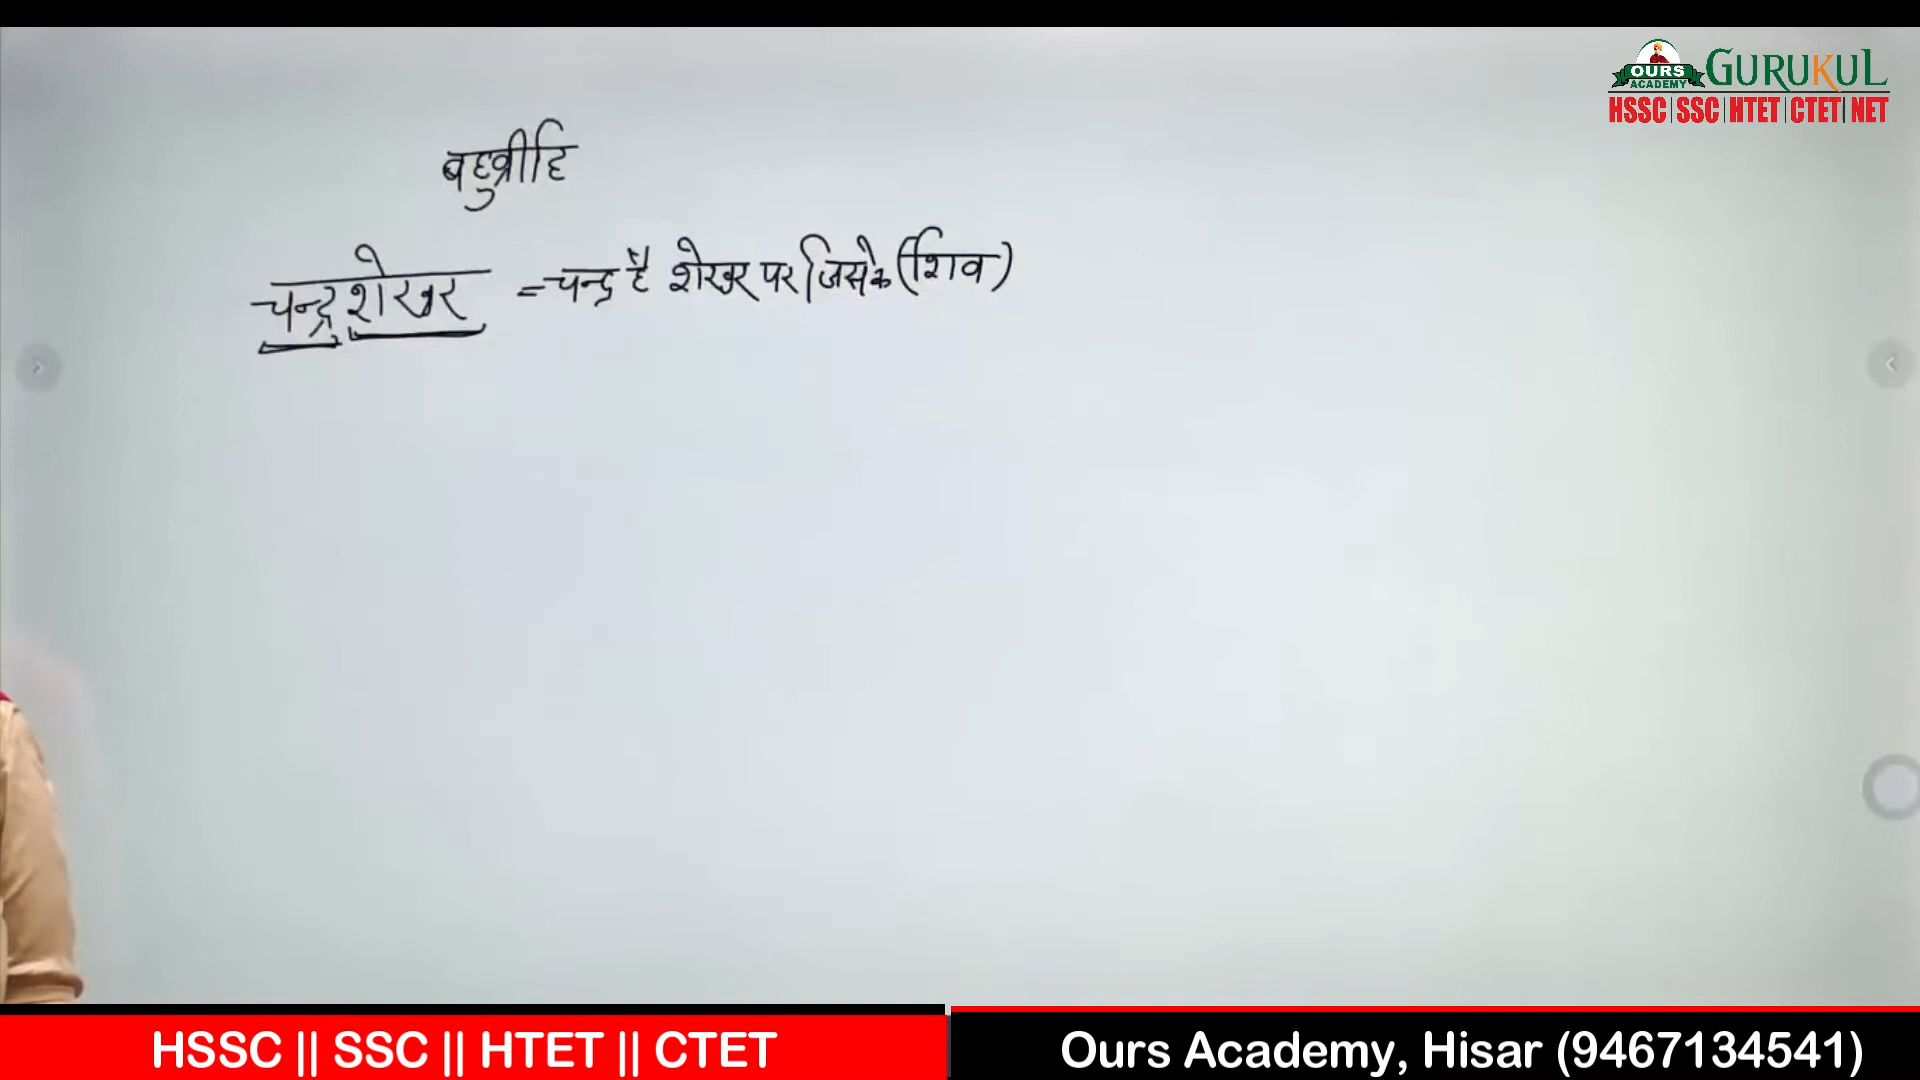 OURS
ACADEMY
GURUKUL
HSSC | SSC | HTET | CTET | NET
बहुव्रीहि
चन्द्रशेखर = चन्द्र है शेखर पर जिसके (शिव)
HSSC || SSC || HTET || CTET
Ours Academy, Hisar (9467134541)